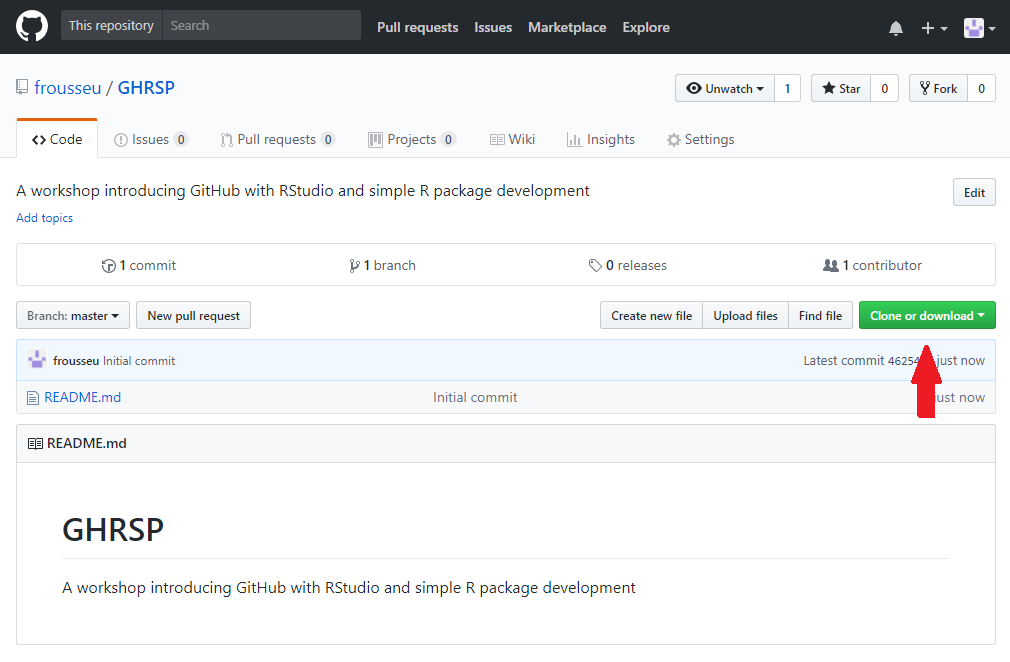 This repository Search Pull requests Issues Marketplace Explore
frousseu / GHRSP Unwatch 1 Star 0 Fork 0
Code Issues 0 Pull requests 0 Projects 0 Wiki Insights Settings
A workshop introducing GitHub with RStudio and simple R package development Edit
Add topics
1 commit 1 branch 0 releases 1 contributor
Branch: master New pull request Create new file Upload files Find file Clone or download
frousseu Initial commit Latest commit just now
README.md Initial commit now
README.md
GHRSP
A workshop introducing GitHub with RStudio and simple R package development